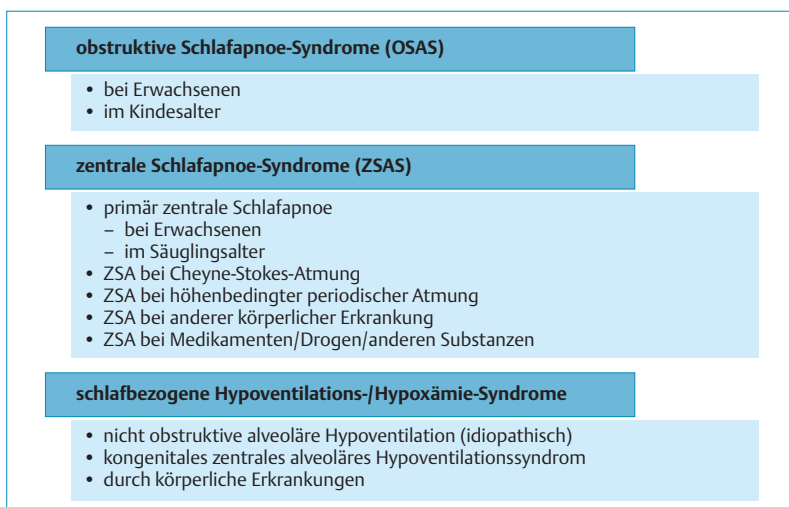 obstruktive Schlafapnoe-Syndrome (OSAS)
• bei Erwachsenen
• im Kindesalter
zentrale Schlafapnoe-Syndrome (ZSAS)
• primär zentrale Schlafapnoe
– bei Erwachsenen
– im Säuglingsalter
• ZSA bei Cheyne-Stokes-Atmung
• ZSA bei höhenbedingter periodischer Atmung
• ZSA bei anderer körperlicher Erkrankung
• ZSA bei Medikamenten/Drogen/anderen Substanzen
schlafbezogene Hypoventilations-/Hypoxämie-Syndrome
• nicht obstruktive alveoläre Hypoventilation (idiopathisch)
• kongenitales zentrales alveoläres Hypoventilationssyndrom
• durch körperliche Erkrankungen